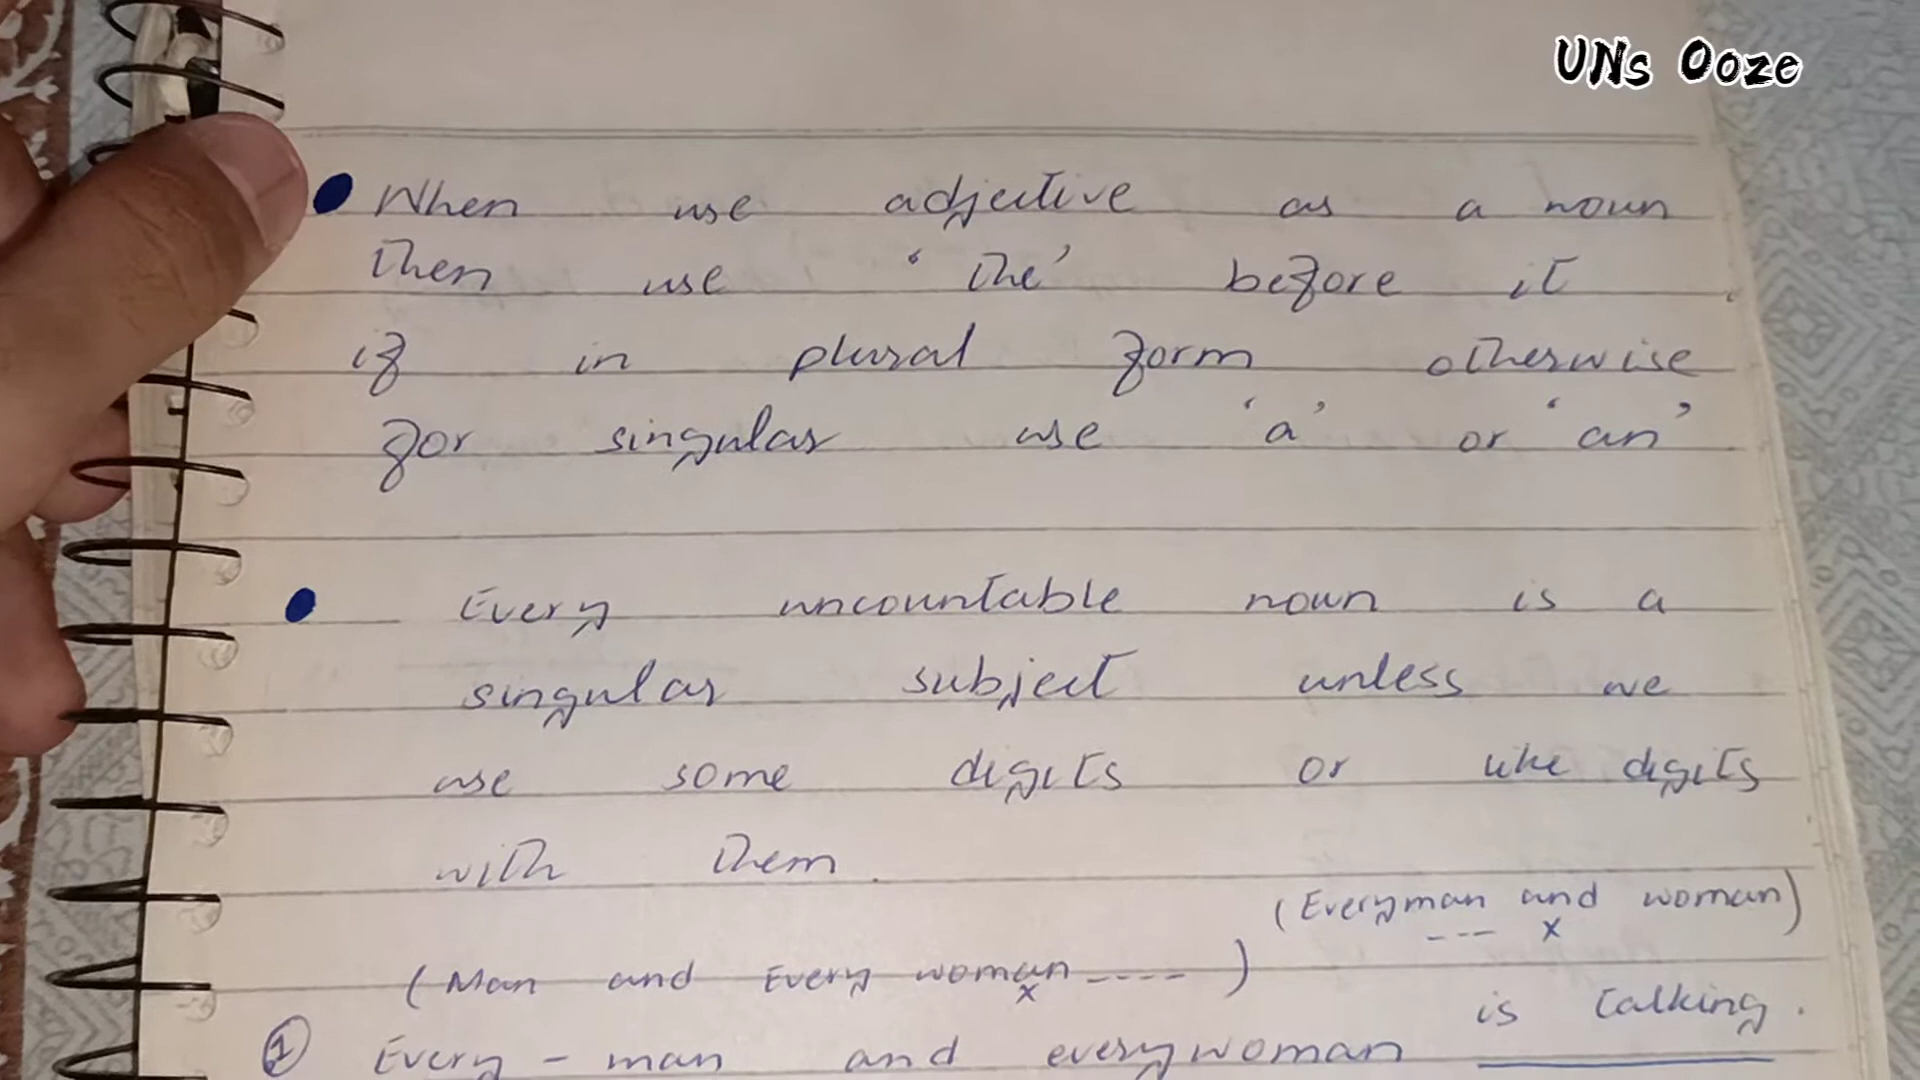 UNs Ooze
When use adjective as a noun
then use 'the' before it
if in plural form otherwise
for singular use 'a' or 'an'
Every uncountable noun is a
singular subject unless we
use some digits or like digits
with them.
(Everyman and woman)
--- x
(Man and Every woman ----)
x
① Every - man and everywoman is talking.